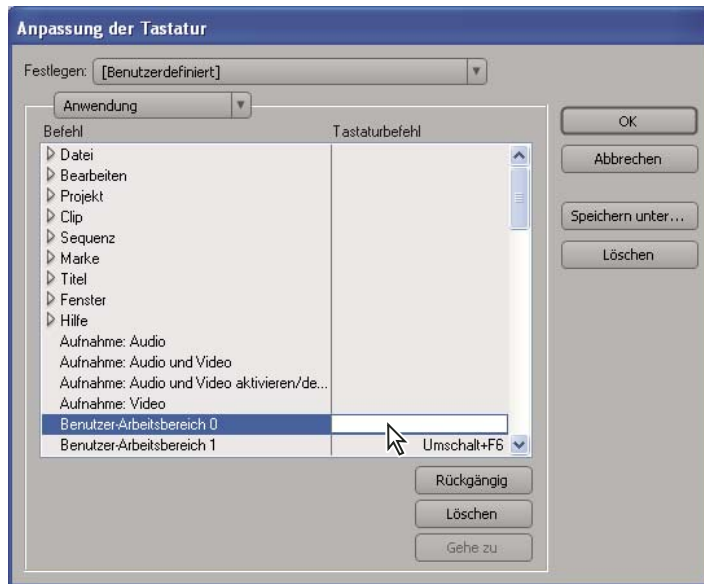 Anpassung der Tastatur
Festlegen: [Benutzerdefiniert]
Anwendung
Befehl Tastaturbefehl
Datei
Bearbeiten
Projekt
Clip
Sequenz
Marke
Titel
Fenster
Hilfe
Aufnahme: Audio
Aufnahme: Audio und Video
Aufnahme: Audio und Video aktivieren/de...
Aufnahme: Video
Benutzer-Arbeitsbereich 0
Benutzer-Arbeitsbereich 1 Umschalt+F6
Rückgängig
Löschen
Gehe zu
OK
Abbrechen
Speichern unter...
Löschen